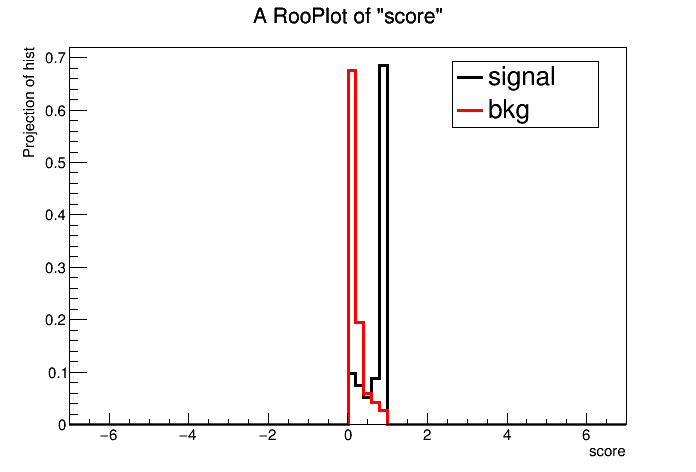 A RooPlot of "score"
Projection of hist
0.7
0.6
0.5
0.4
0.3
0.2
0.1
0
signal
bkg
−6 −4 −2 0 2 4 6
score